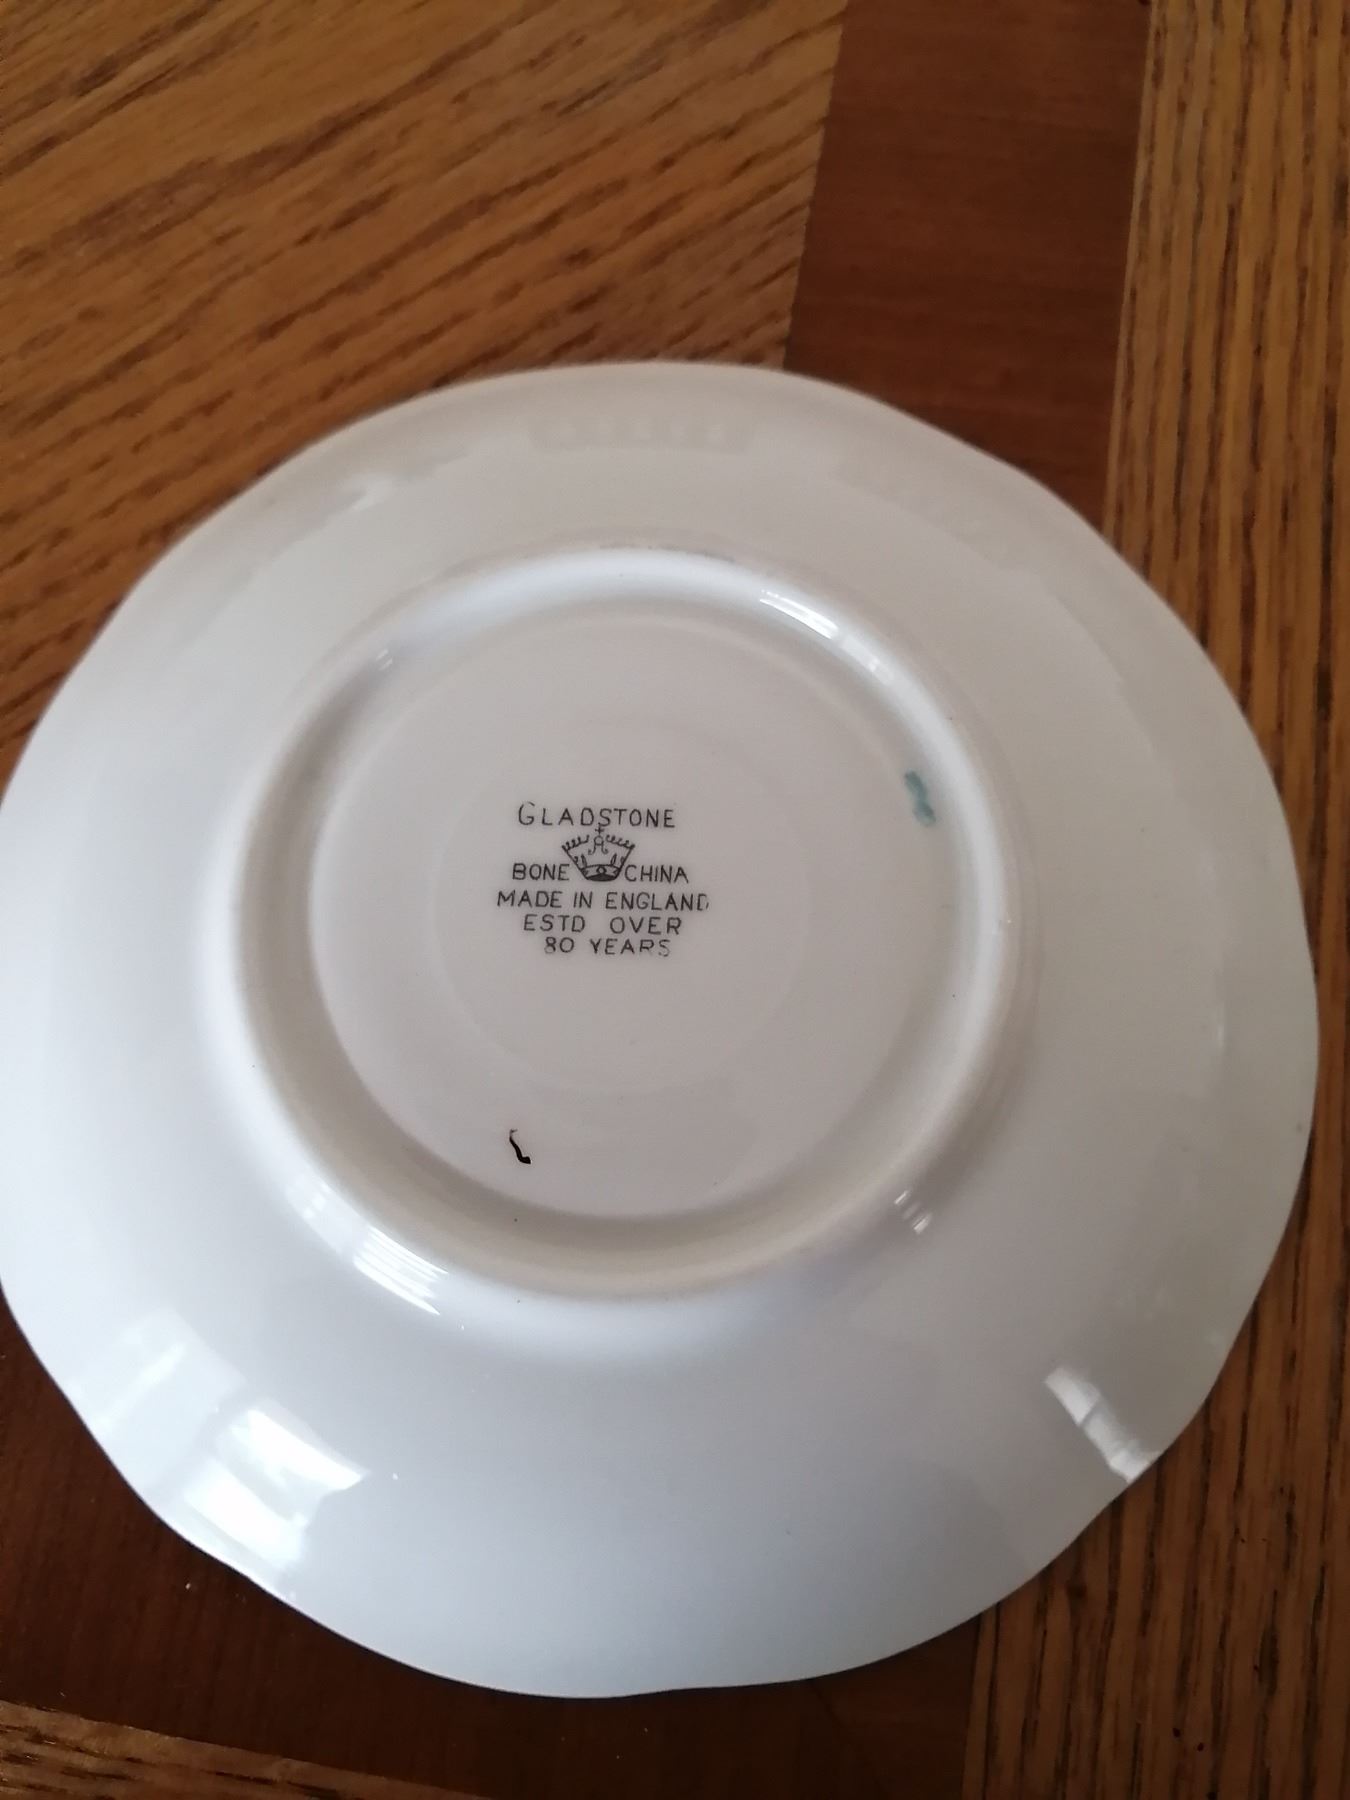 GLADSTONE
BONE CHINA
MADE IN ENGLAND
ESTD OVER
80 YEARS